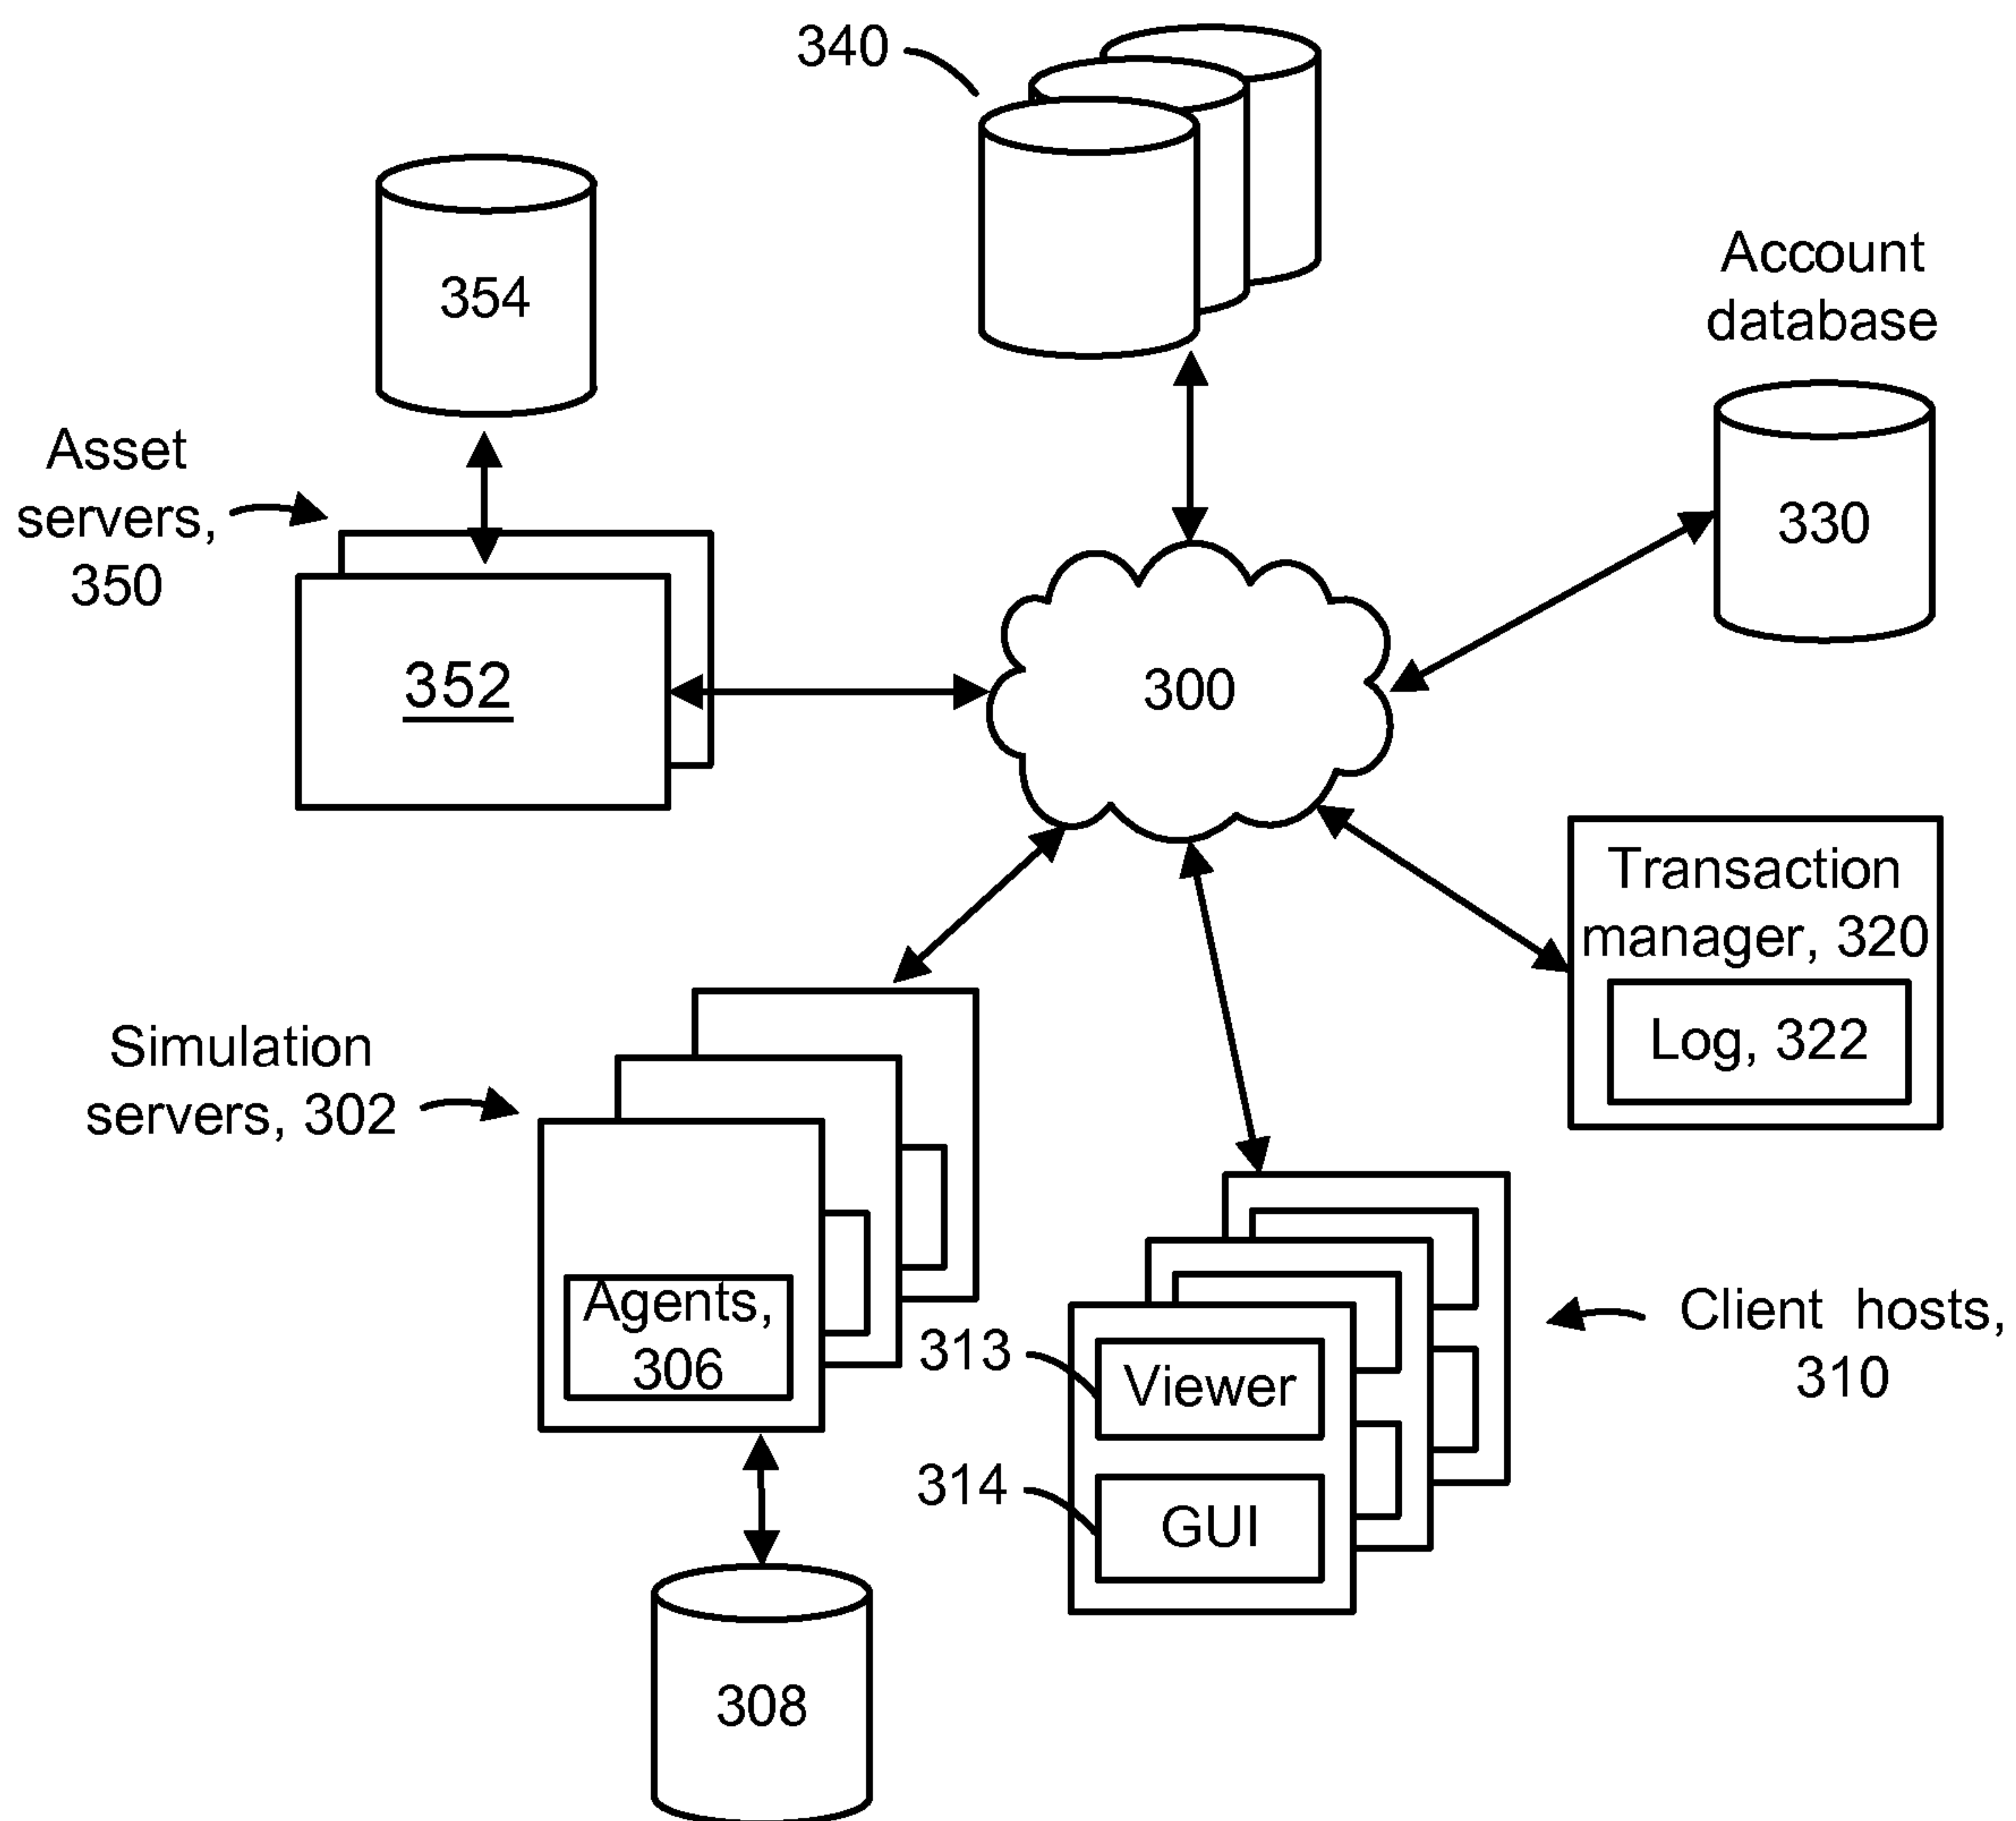 340
354
Account
database
330
Asset
servers,
350
352
300
Transaction
manager, 320
Log, 322
Simulation
servers, 302
Agents,
306
313
Viewer
314
GUI
Client hosts,
310
308